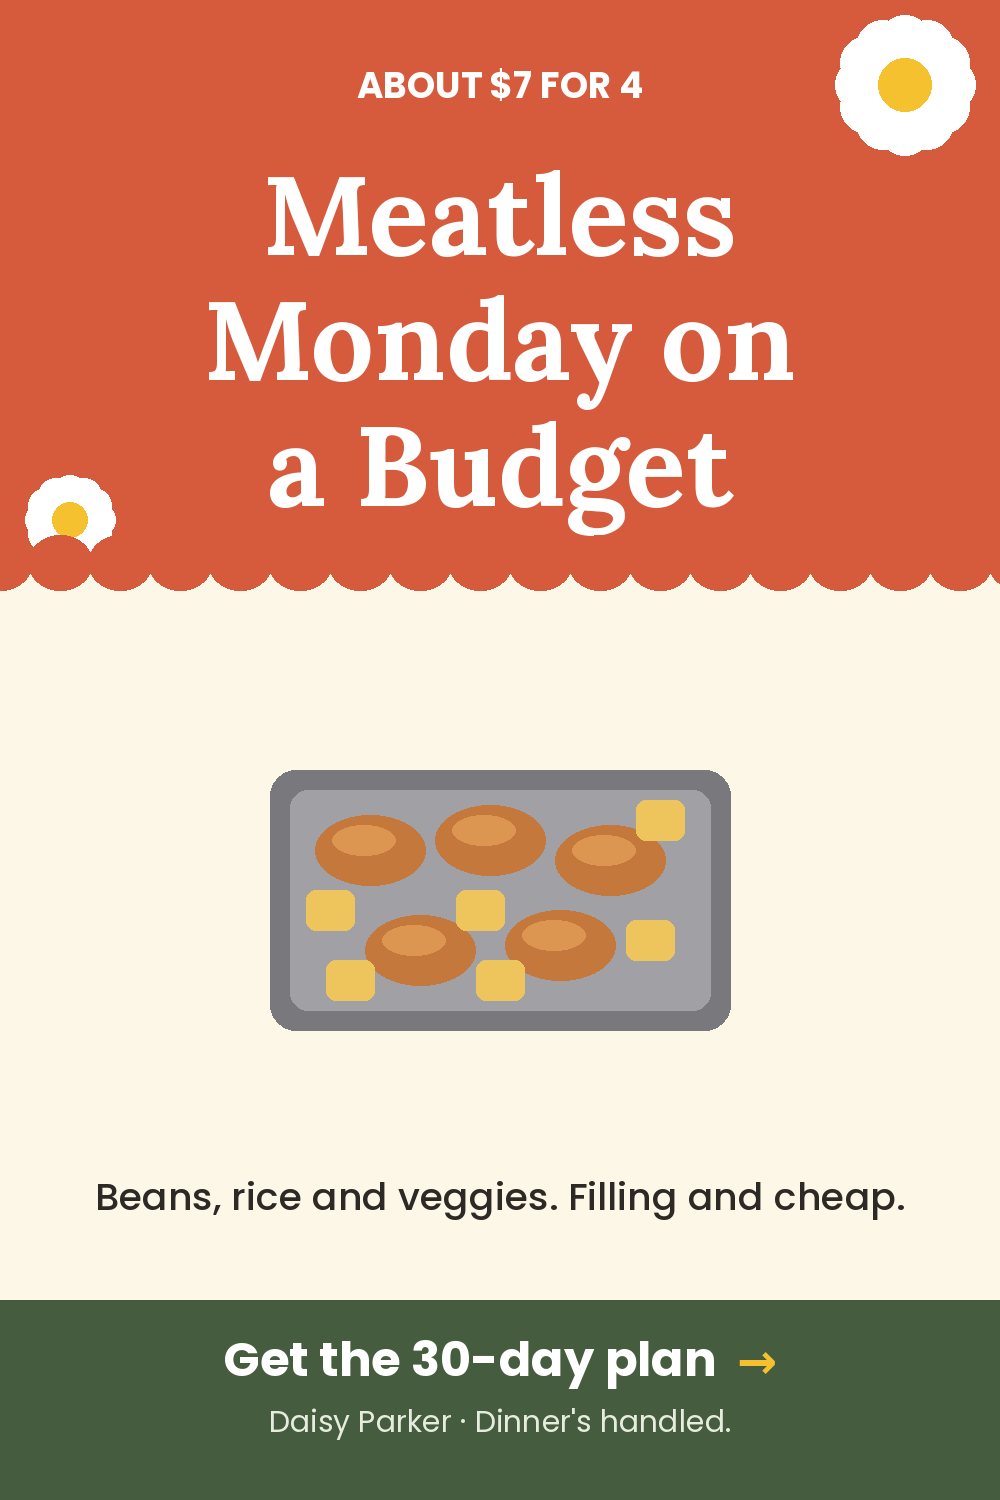 ABOUT $7 FOR 4
Meatless
Monday on
a Budget
Beans, rice and veggies. Filling and cheap.
Get the 30-day plan →
Daisy Parker · Dinner's handled.